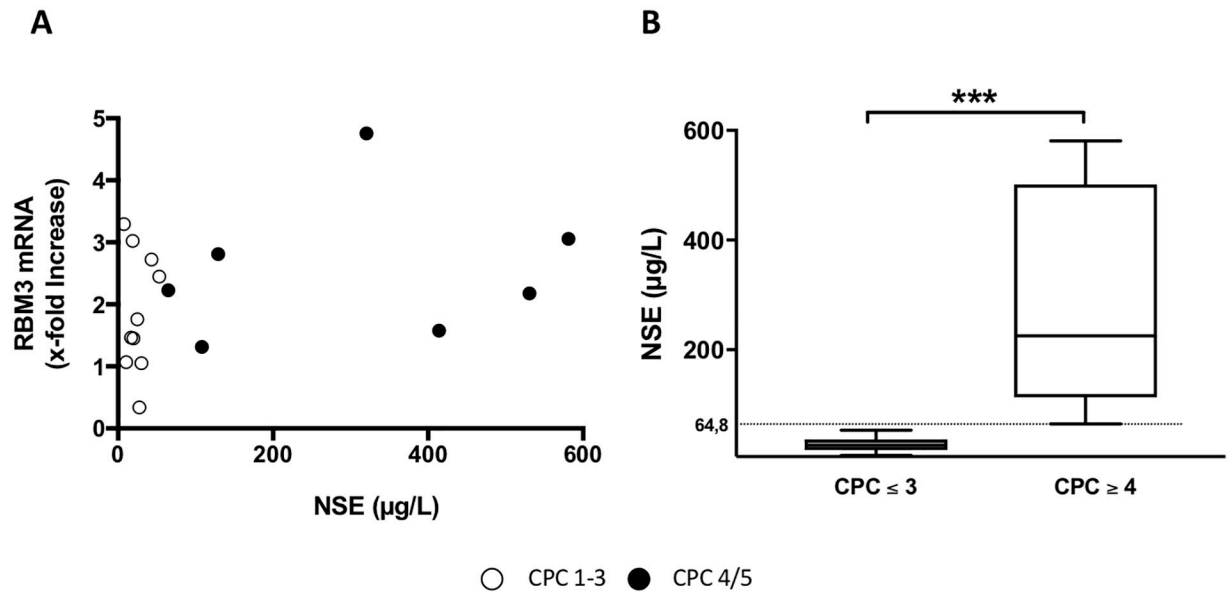 A
B
RBM3 mRNA
(x-fold Increase)
5
4
3
2
1
0
0
200
400
600
NSE (µg/L)
***
NSE (µg/L)
600
400
200
64,8
CPC ≤ 3
CPC ≥ 4
CPC 1-3
CPC 4/5